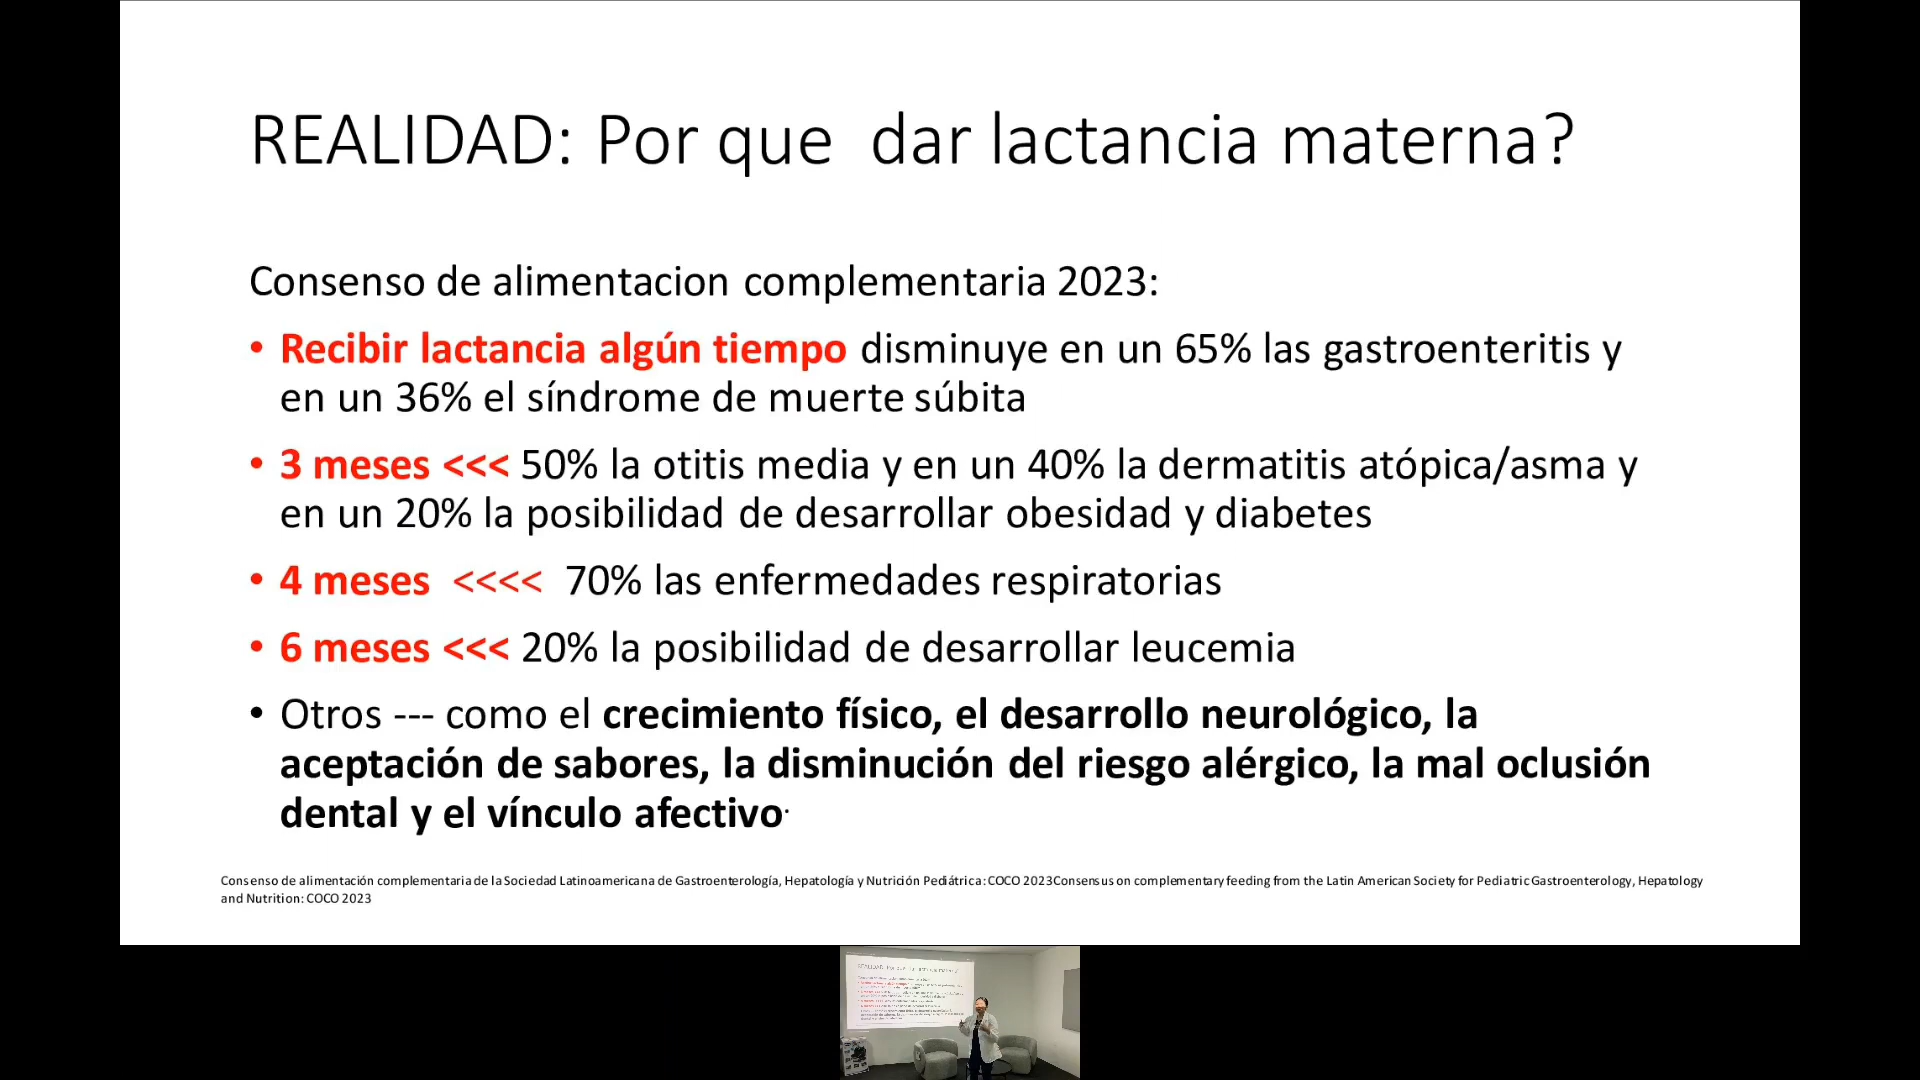 REALIDAD: Por que dar lactancia materna?
Consenso de alimentacion complementaria 2023:
• Recibir lactancia algún tiempo disminuye en un 65% las gastroenteritis y
en un 36% el síndrome de muerte súbita
• 3 meses <<< 50% la otitis media y en un 40% la dermatitis atópica/asma y
en un 20% la posibilidad de desarrollar obesidad y diabetes
• 4 meses <<<< 70% las enfermedades respiratorias
• 6 meses <<< 20% la posibilidad de desarrollar leucemia
• Otros --- como el crecimiento físico, el desarrollo neurológico, la
aceptación de sabores, la disminución del riesgo alérgico, la mal oclusión
dental y el vínculo afectivo.
Consenso de alimentación complementaria de la Sociedad Latinoamericana de Gastroenterología, Hepatología y Nutrición Pediátrica: COCO 2023Consensus on complementary feeding from the Latin American Society for Pediatric Gastroenterology, Hepatology
and Nutrition: COCO 2023